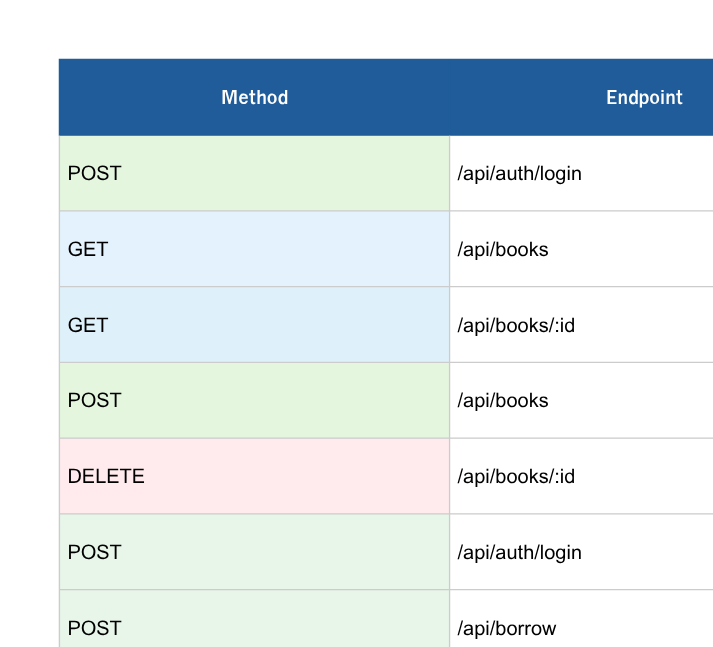 Method Endpoint
POST /api/auth/login
GET /api/books
GET /api/books/:id
POST /api/books
DELETE /api/books/:id
POST /api/auth/login
POST /api/borrow